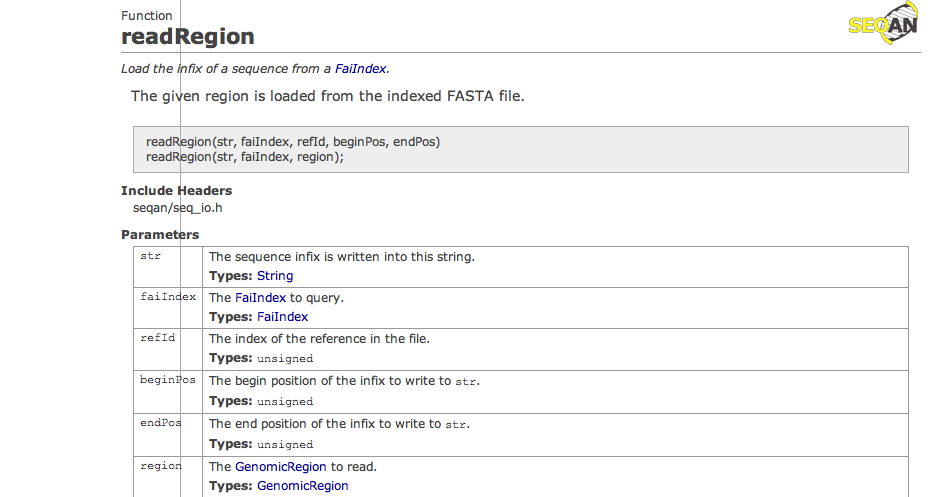 Function
SEQAN
readRegion
Load the infix of a sequence from a FaiIndex.
The given region is loaded from the indexed FASTA file.
readRegion(str, faiIndex, refId, beginPos, endPos)
readRegion(str, faiIndex, region);
Include Headers
seqan/seq_io.h
Parameters
str The sequence infix is written into this string.
Types: String
faiIndex The FaiIndex to query.
Types: FaiIndex
refId The index of the reference in the file.
Types: unsigned
beginPos The begin position of the infix to write to str.
Types: unsigned
endPos The end position of the infix to write to str.
Types: unsigned
region The GenomicRegion to read.
Types: GenomicRegion